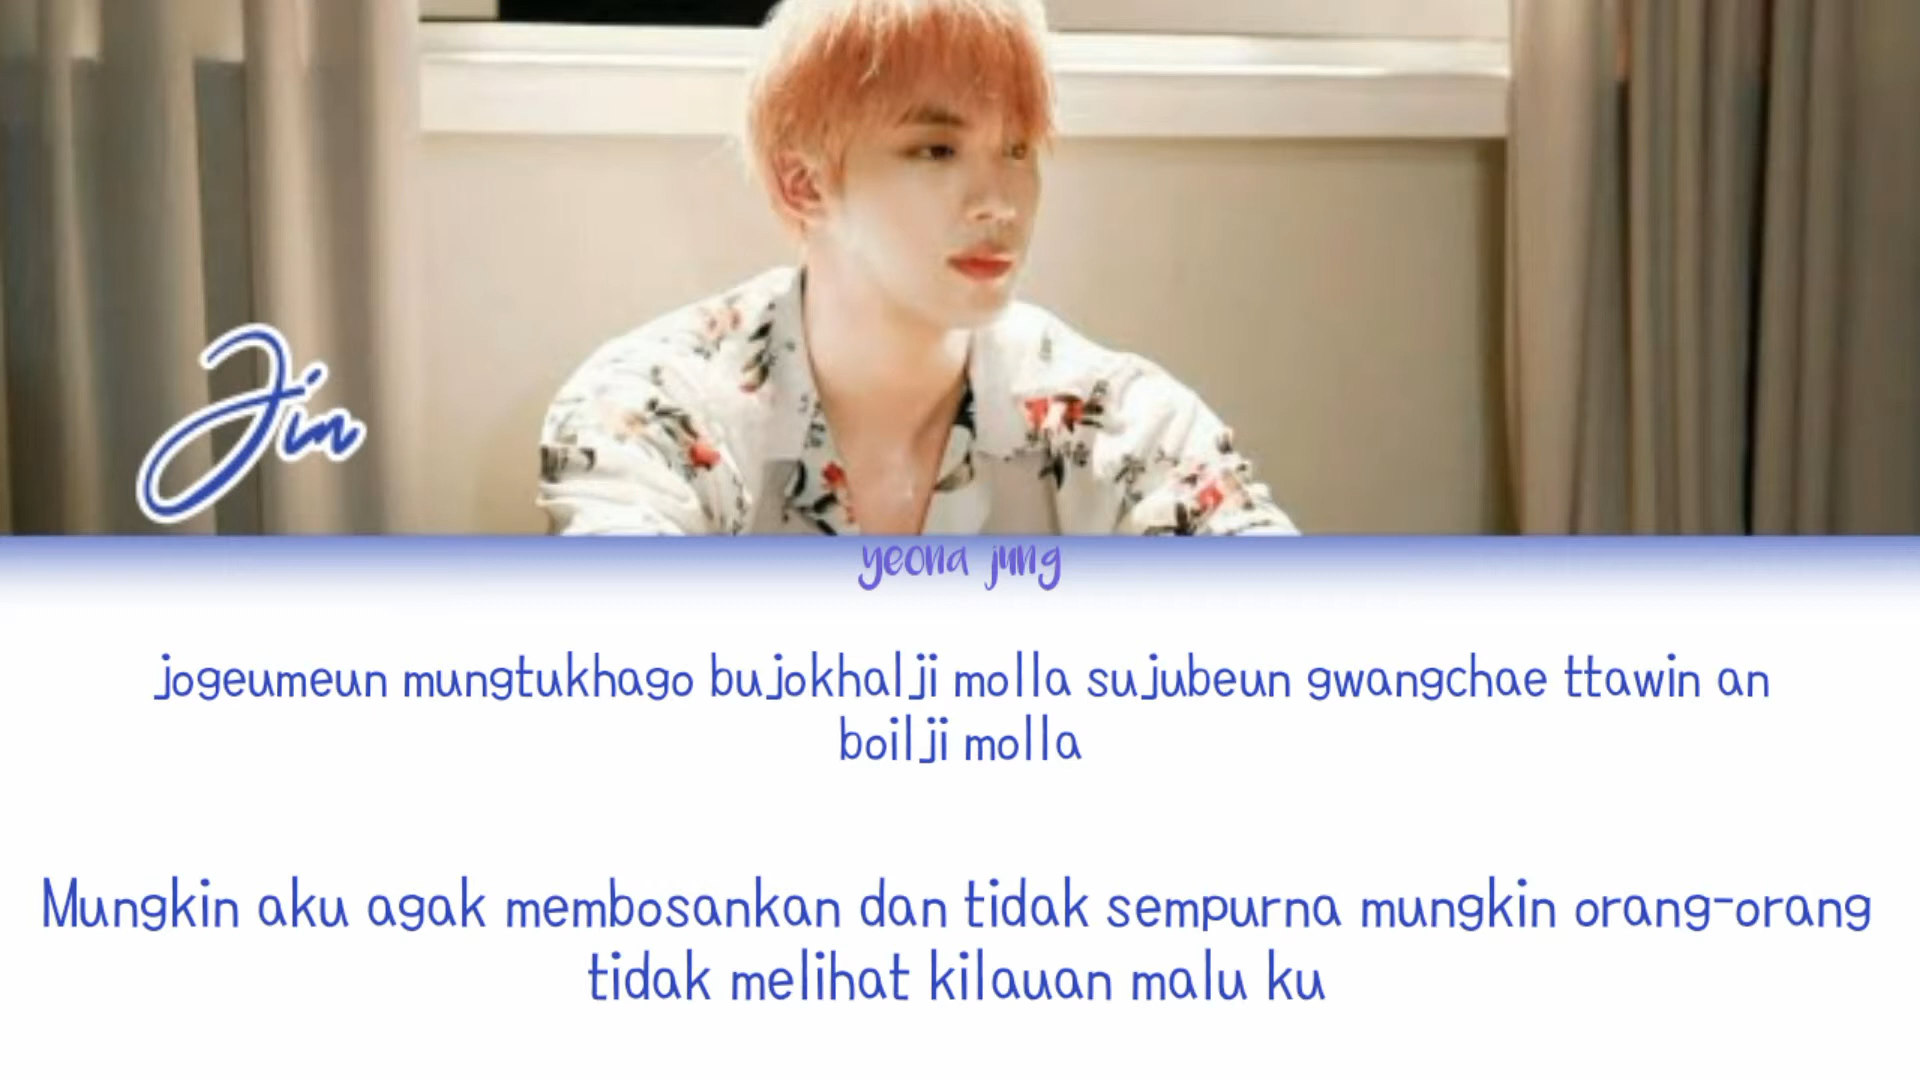 Jin
yeona jung
jogeumeun mungtukhago bujokhalji molla sujubeun gwangchae ttawin an
boilji molla
Mungkin aku agak membosankan dan tidak sempurna mungkin orang-orang
tidak melihat kilauan malu ku